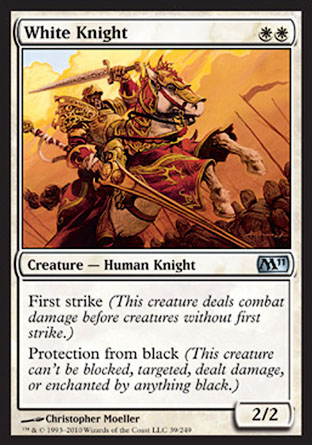 White Knight
Creature — Human Knight
M11
First strike (This creature deals combat
damage before creatures without first
strike.)
Protection from black (This creature
can't be blocked, targeted, dealt damage,
or enchanted by anything black.)
Christopher Moeller
2/2
™ & © 1993–2010 Wizards of the Coast LLC 39/249